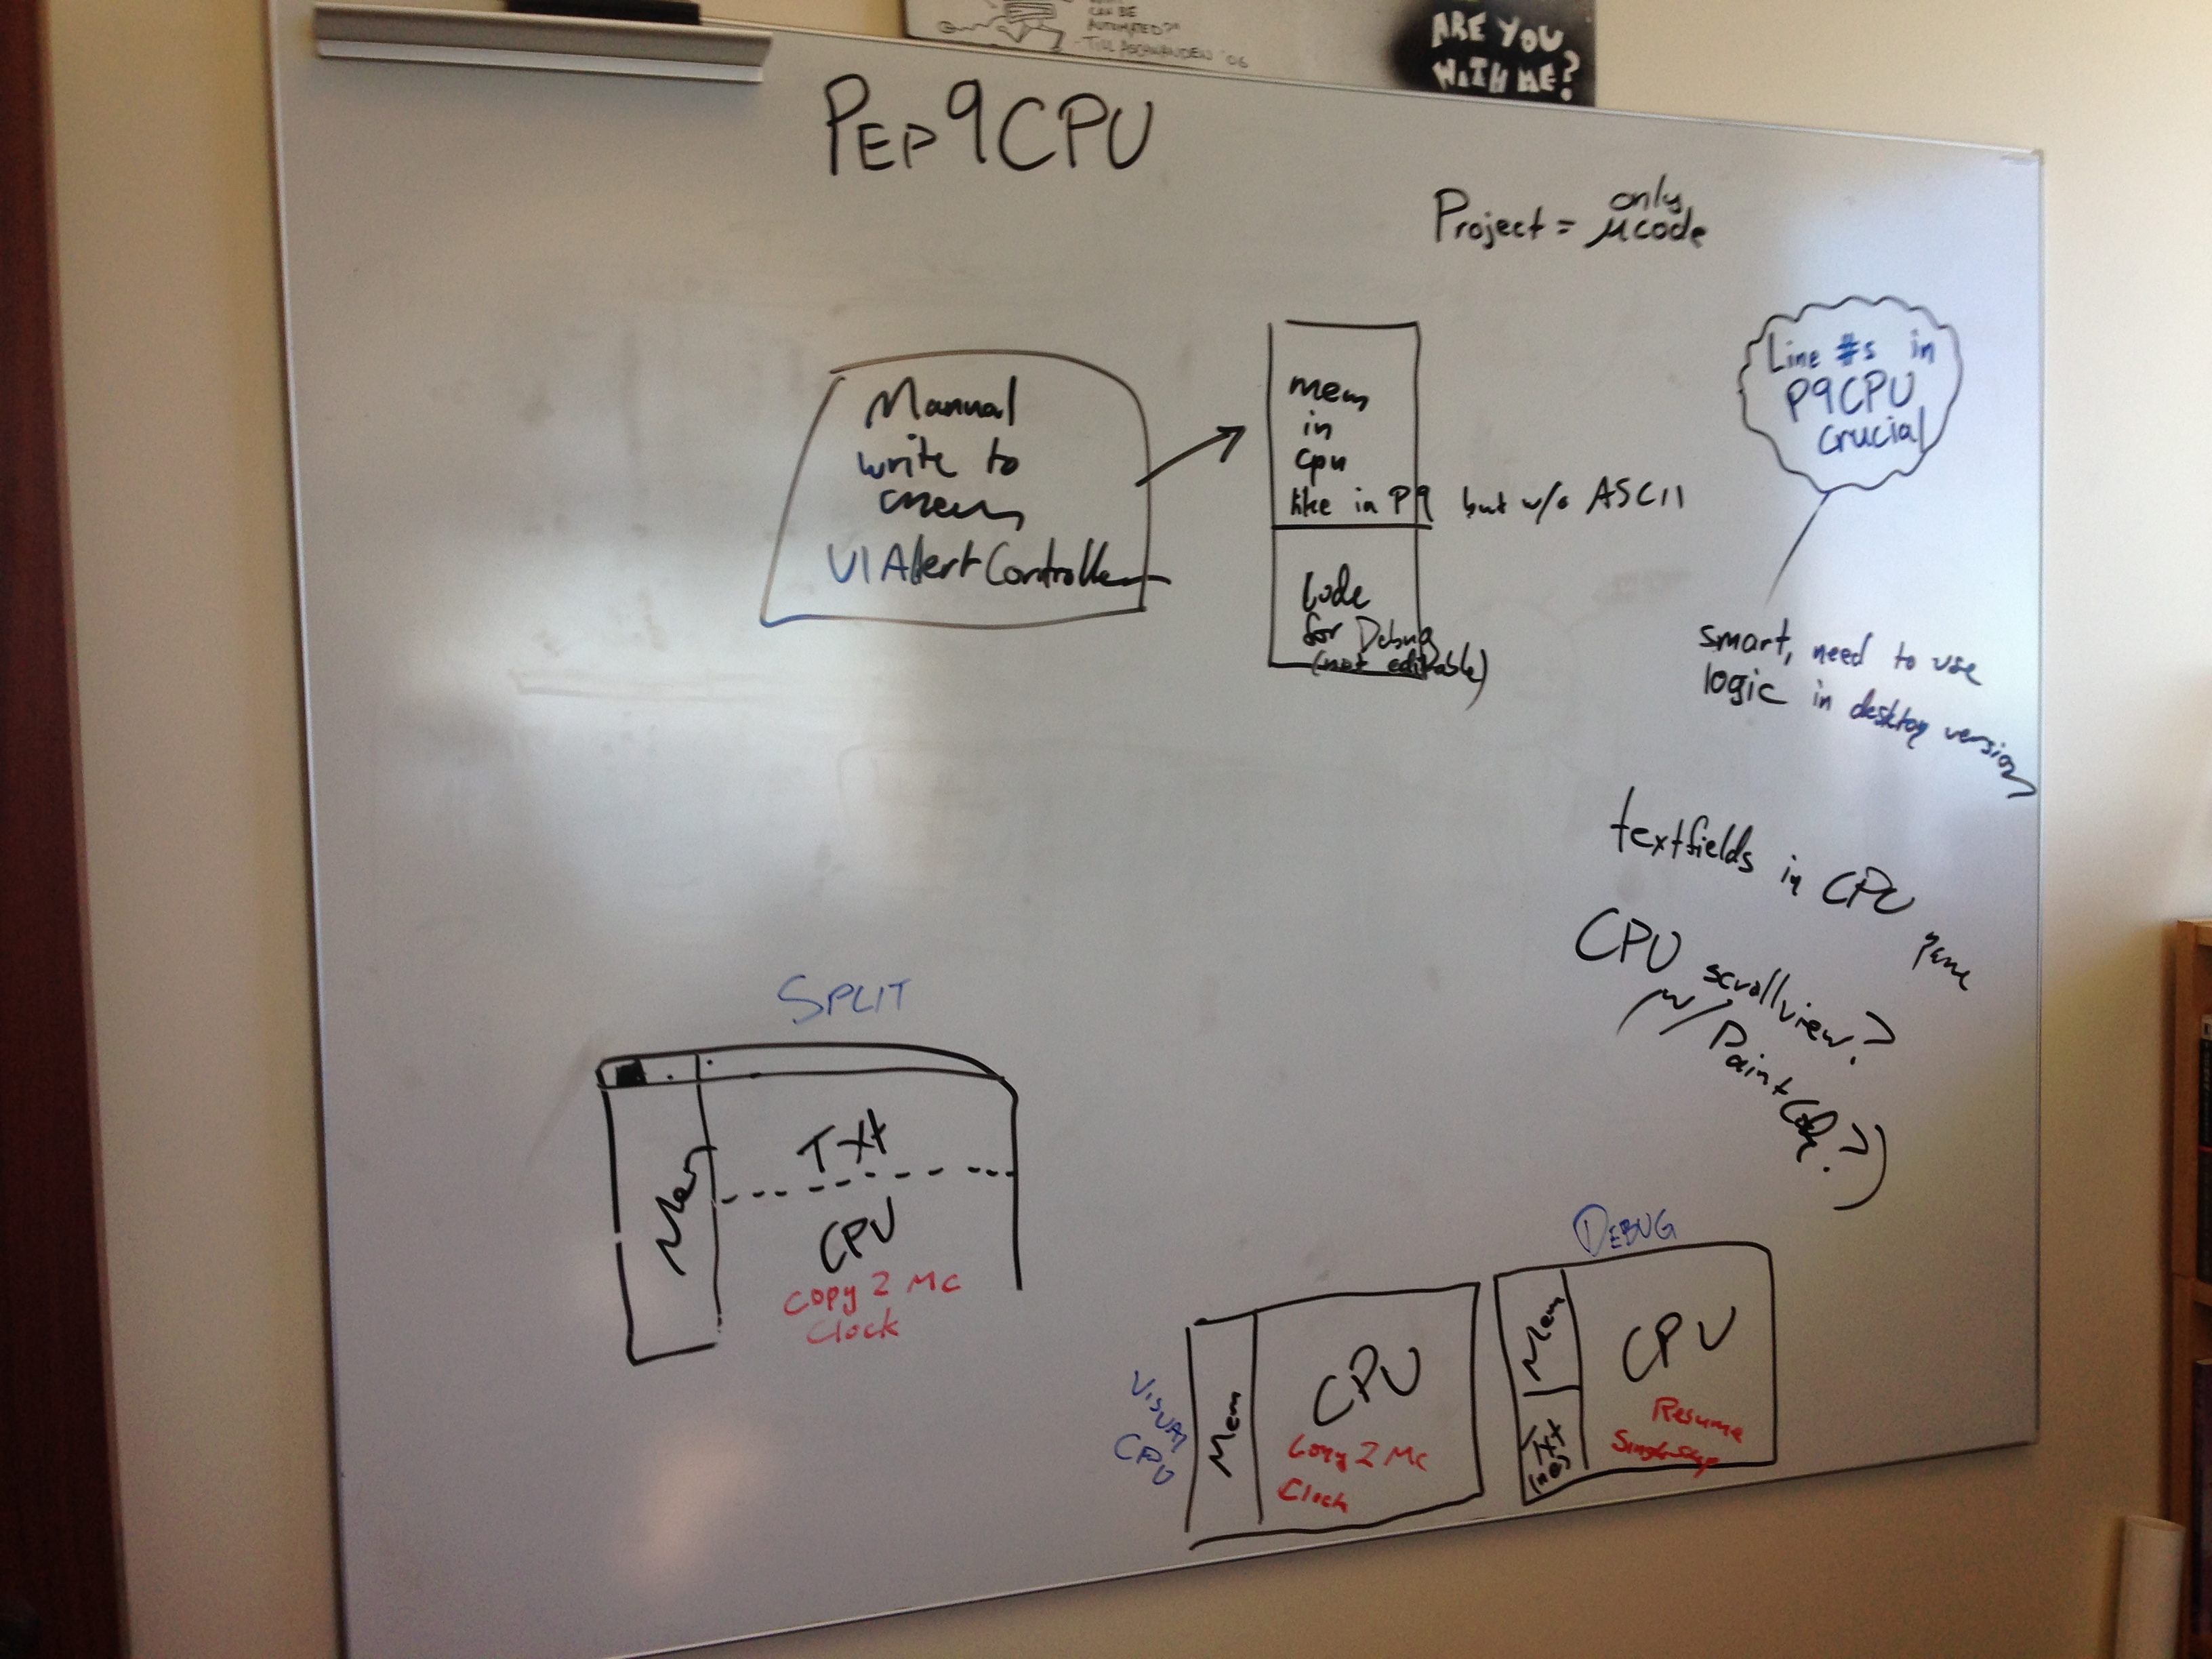 CAN BE
AUTOMATED?"
- TILL ASCHWANDEN '06
ARE YOU
WITH ME?
PEP9CPU
Project = only
μcode
Manual
write to
mem
UIAlertController
mem
in
cpu
like in P9 but w/o ASCII
Code
for Debug
(not editable)
Line #s in
P9CPU
crucial
smart, need to use
logic in desktop version
textfields in CPU pane
CPU scrollview?
(w/ PaintCode?)
SPLIT
Mem
Txt
CPU
Copy 2 MC
Clock
VISUAL
CPU
Mem
CPU
Copy 2 MC
Clock
DEBUG
Mem
Txt
CPU
Resume
SingleStep